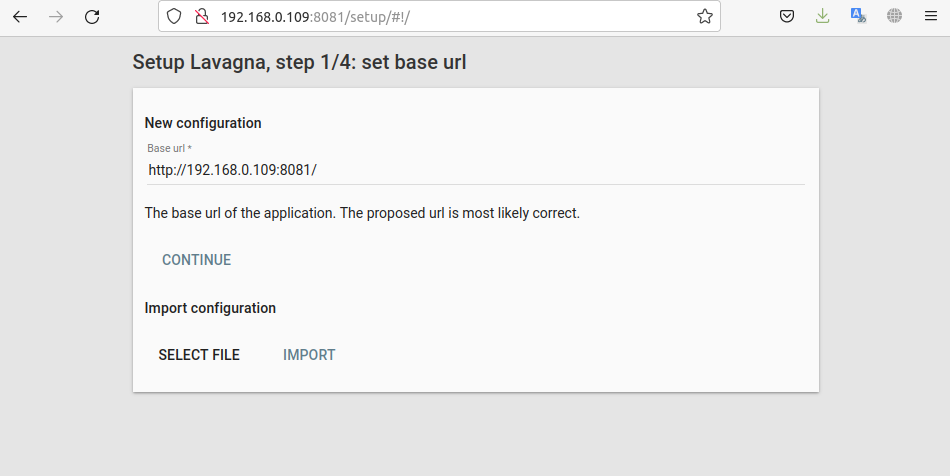 192.168.0.109:8081/setup/#!/
Setup Lavagna, step 1/4: set base url
New configuration
Base url *
http://192.168.0.109:8081/
The base url of the application. The proposed url is most likely correct.
CONTINUE
Import configuration
SELECT FILE IMPORT